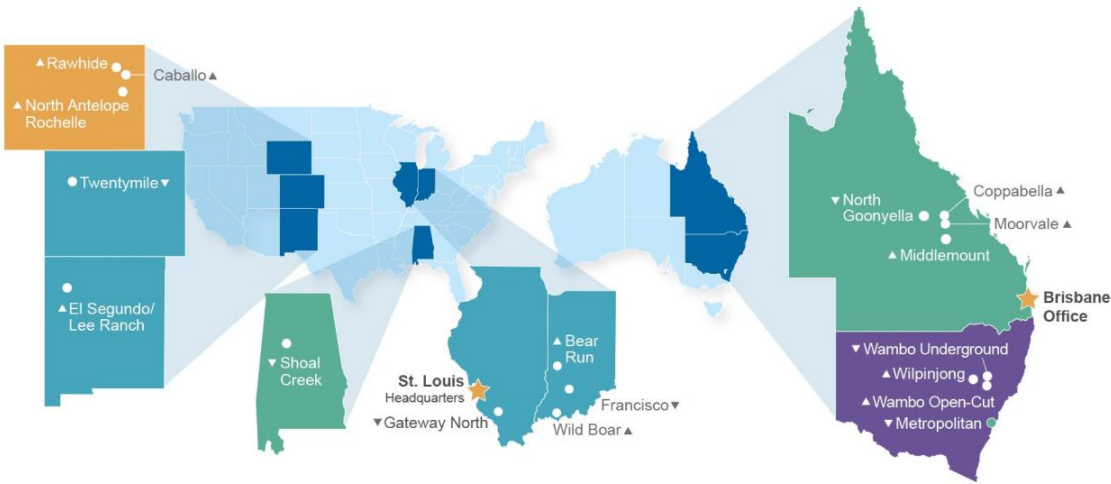 ▲ Rawhide
Caballo ▲
▲ North Antelope
Rochelle
Twentymile ▼
▲ El Segundo/
Lee Ranch
▼ Shoal
Creek
St. Louis
Headquarters
▼ Gateway North
▲ Bear
Run
Francisco ▼
Wild Boar ▲
▼ North
Goonyella
Coppabella ▲
Moorvale ▲
▲ Middlemount
Brisbane
Office
▼ Wambo Underground
▲ Wilpinjong
▲ Wambo Open-Cut
▼ Metropolitan